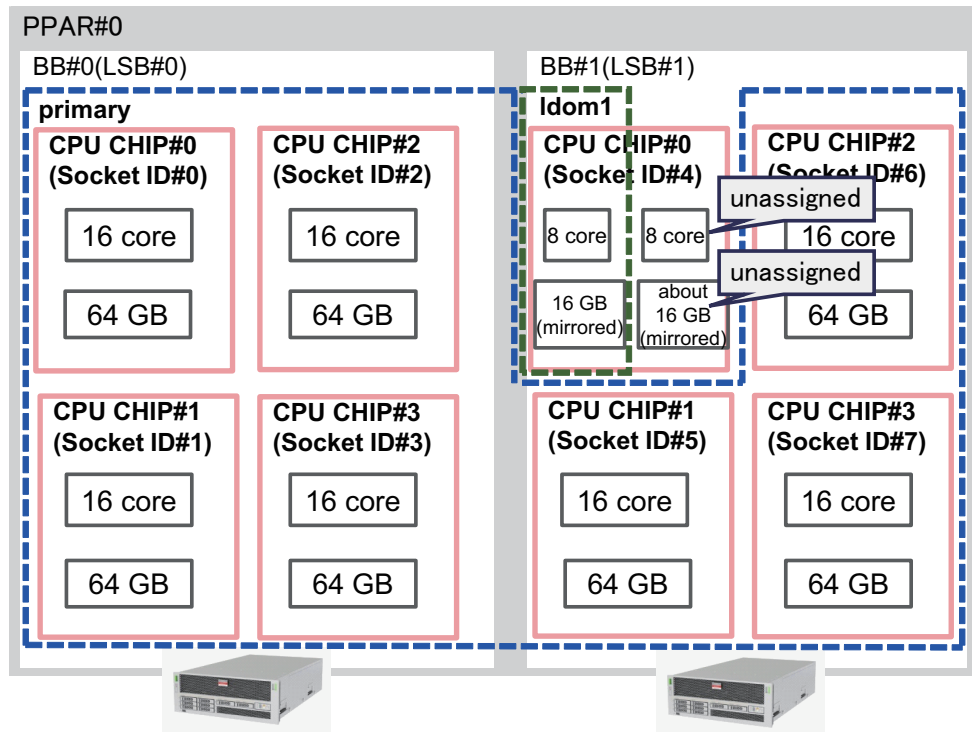 PPAR#0
BB#0(LSB#0)
primary
CPU CHIP#0
(Socket ID#0)
16 core
64 GB
CPU CHIP#2
(Socket ID#2)
16 core
64 GB
CPU CHIP#1
(Socket ID#1)
16 core
64 GB
CPU CHIP#3
(Socket ID#3)
16 core
64 GB
BB#1(LSB#1)
ldom1
CPU CHIP#0
(Socket ID#4)
8 core
8 core
unassigned
16 GB
(mirrored)
about
16 GB
(mirrored)
unassigned
CPU CHIP#2
(Socket ID#6)
16 core
64 GB
CPU CHIP#1
(Socket ID#5)
16 core
64 GB
CPU CHIP#3
(Socket ID#7)
16 core
64 GB